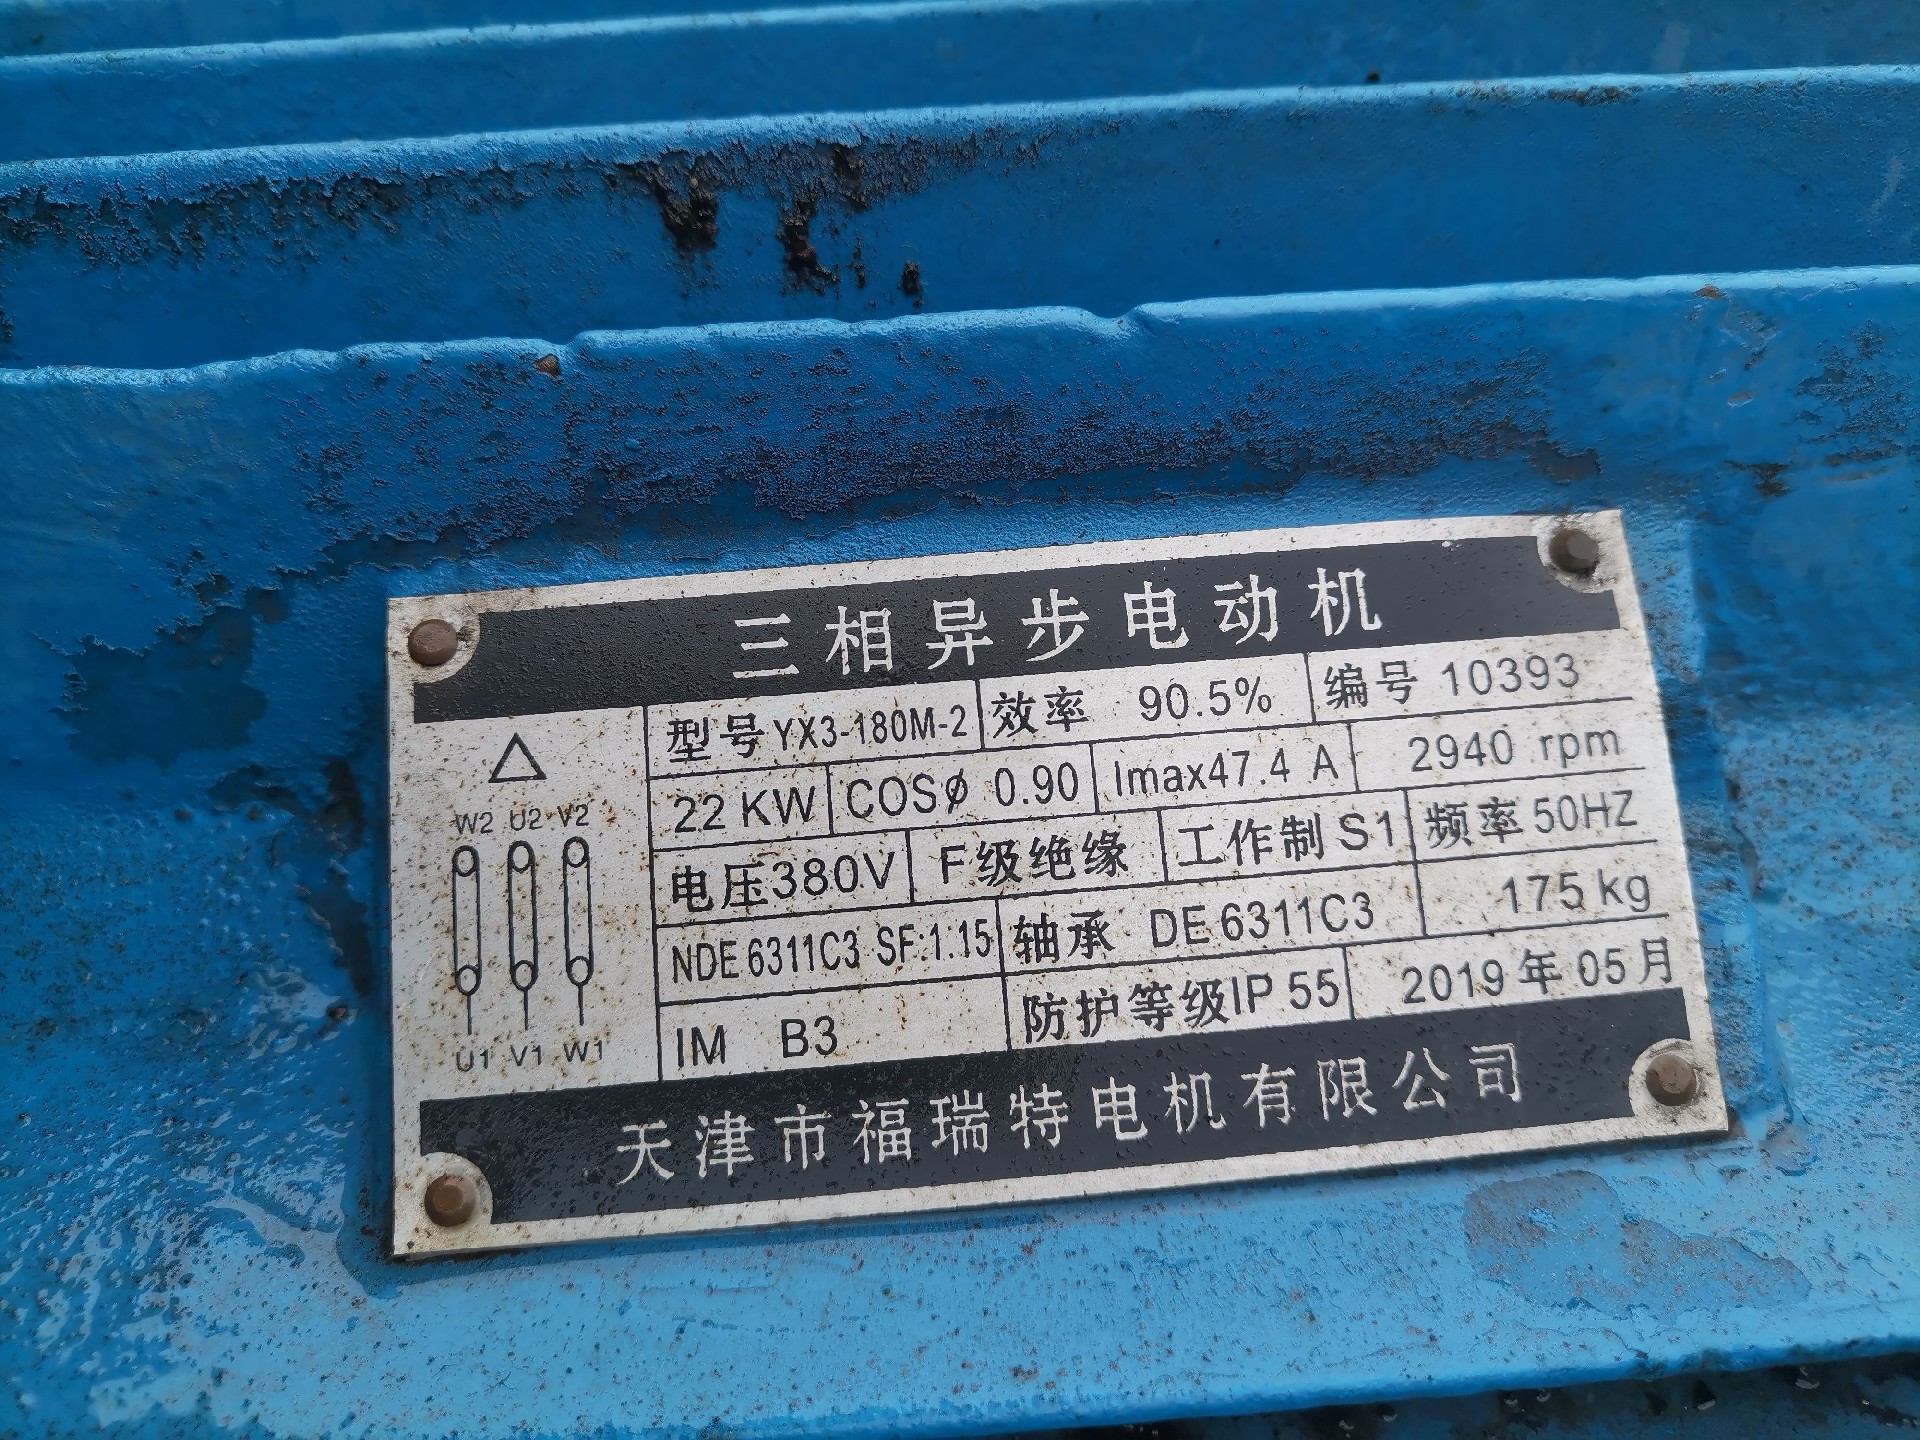 三相异步电动机
型号YX3-180M-2 效率 90.5% 编号 10393
22 KW COSø 0.90 Imax47.4 A 2940 rpm
电压380V F级绝缘 工作制 S1 频率 50HZ
NDE 6311C3 SF:1.15 轴承 DE 6311C3 175 kg
IM B3 防护等级IP 55 2019 年 05 月
△
W2 U2 V2
U1 V1 W1
天津市福瑞特电机有限公司